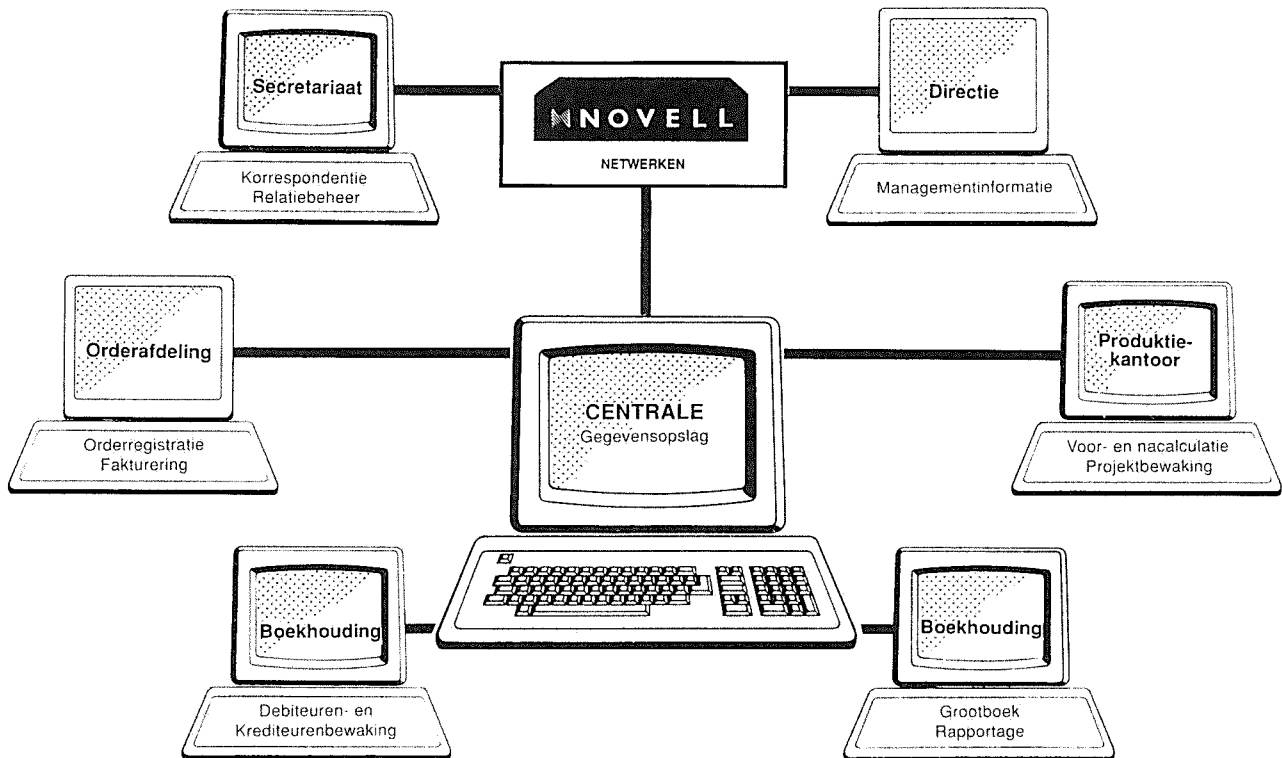 Secretariaat
Korrespondentie
Relatiebeheer
NOVELL
NETWERKEN
Directie
Managementinformatie
Orderafdeling
Orderregistratie
Fakturering
CENTRALE
Gegevensopslag
Produktie-
kantoor
Voor- en nacalculatie
Projektbewaking
Boekhouding
Debiteuren- en
Krediteurenbewaking
Boekhouding
Grootboek
Rapportage